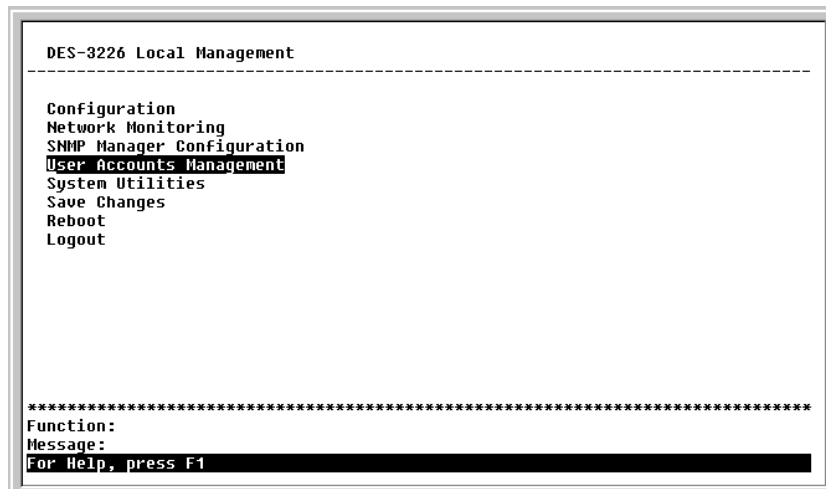 DES-3226 Local Management
--------------------------------------------------------------------------------
Configuration
Network Monitoring
SNMP Manager Configuration
User Accounts Management
System Utilities
Save Changes
Reboot
Logout
********************************************************************************
Function:
Message:
For Help, press F1